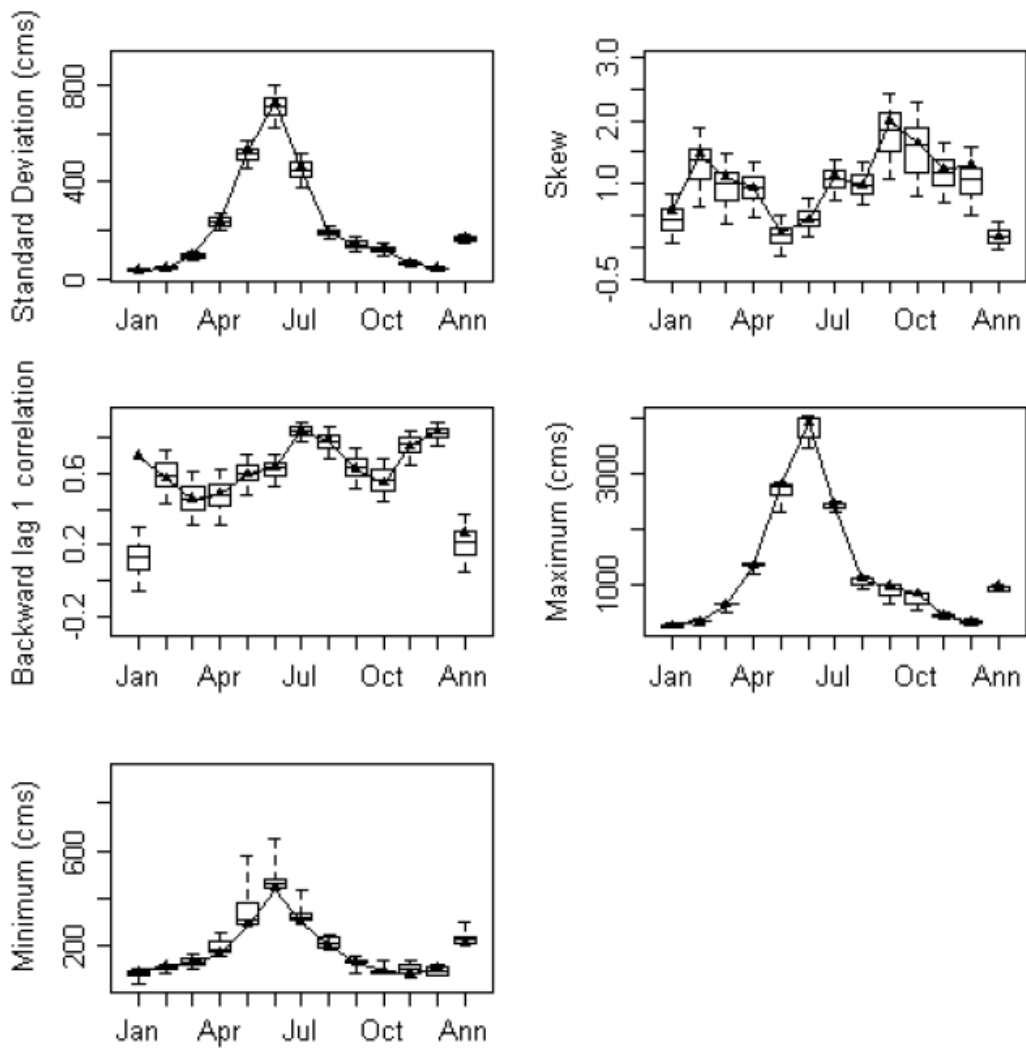 Standard Deviation (cms)
800
400
0
Jan Apr Jul Oct Ann
Skew
3.0
2.0
1.0
-0.5
Jan Apr Jul Oct Ann
Backward lag 1 correlation
0.6
0.2
-0.2
Jan Apr Jul Oct Ann
Maximum (cms)
3000
1000
Jan Apr Jul Oct Ann
Minimum (cms)
600
200
Jan Apr Jul Oct Ann